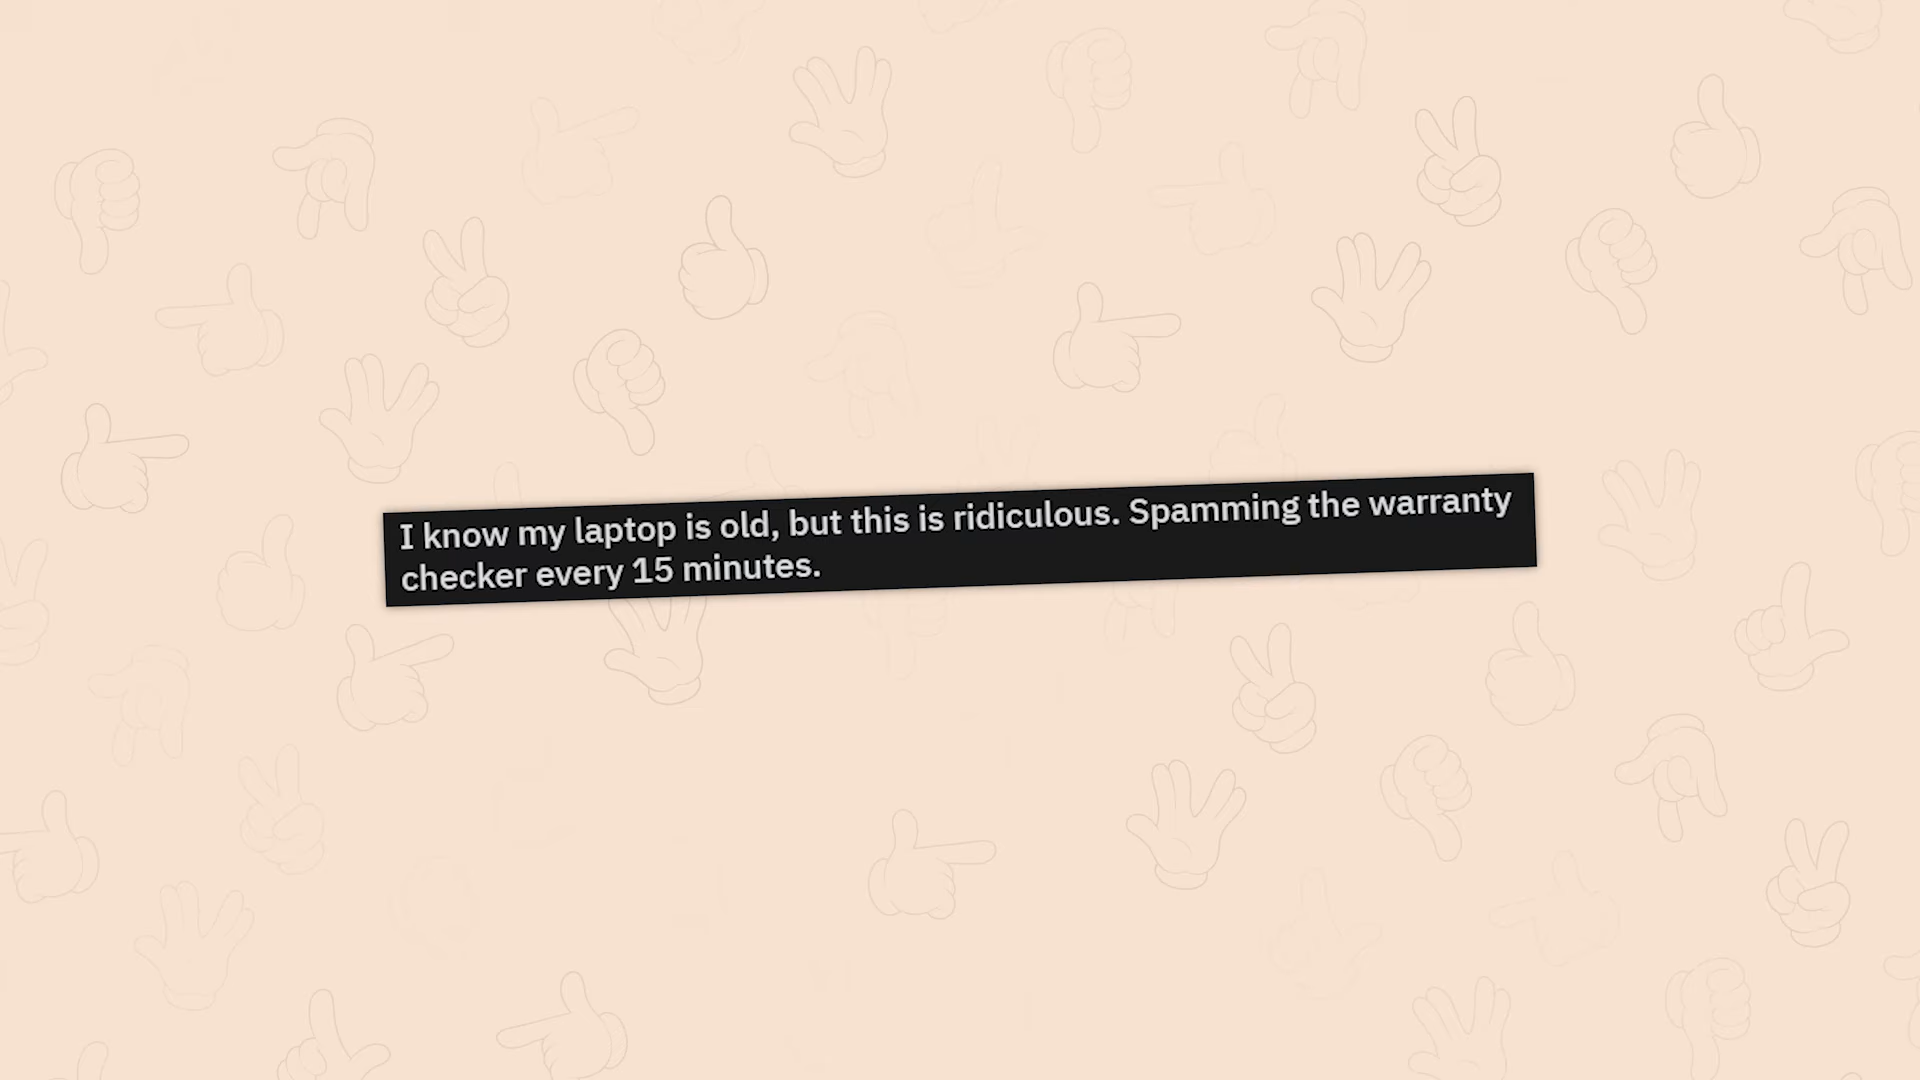 I know my laptop is old, but this is ridiculous. Spamming the warranty
checker every 15 minutes.